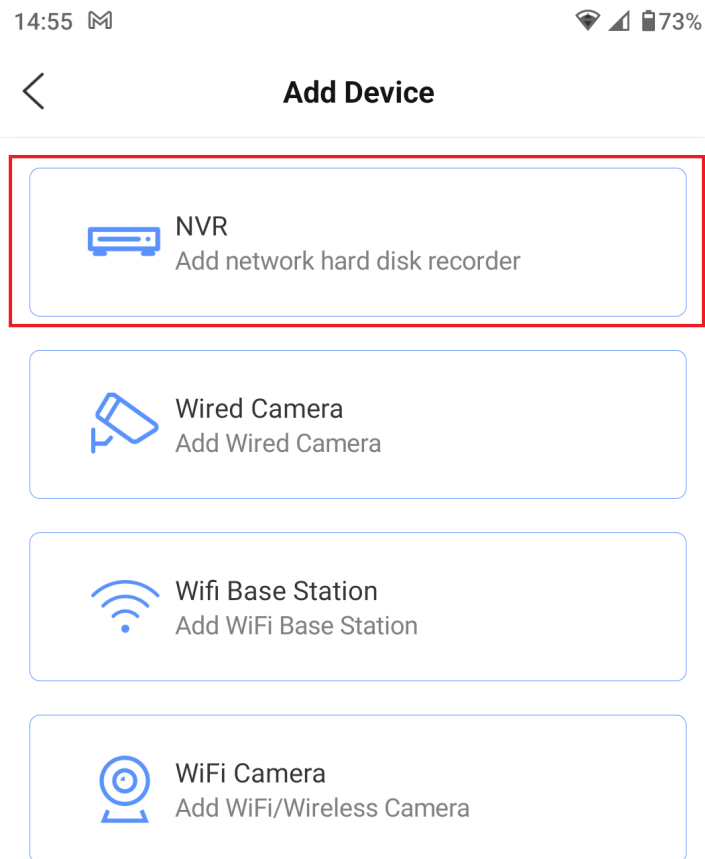 14:55 73%
Add Device
NVR
Add network hard disk recorder
Wired Camera
Add Wired Camera
Wifi Base Station
Add WiFi Base Station
WiFi Camera
Add WiFi/Wireless Camera